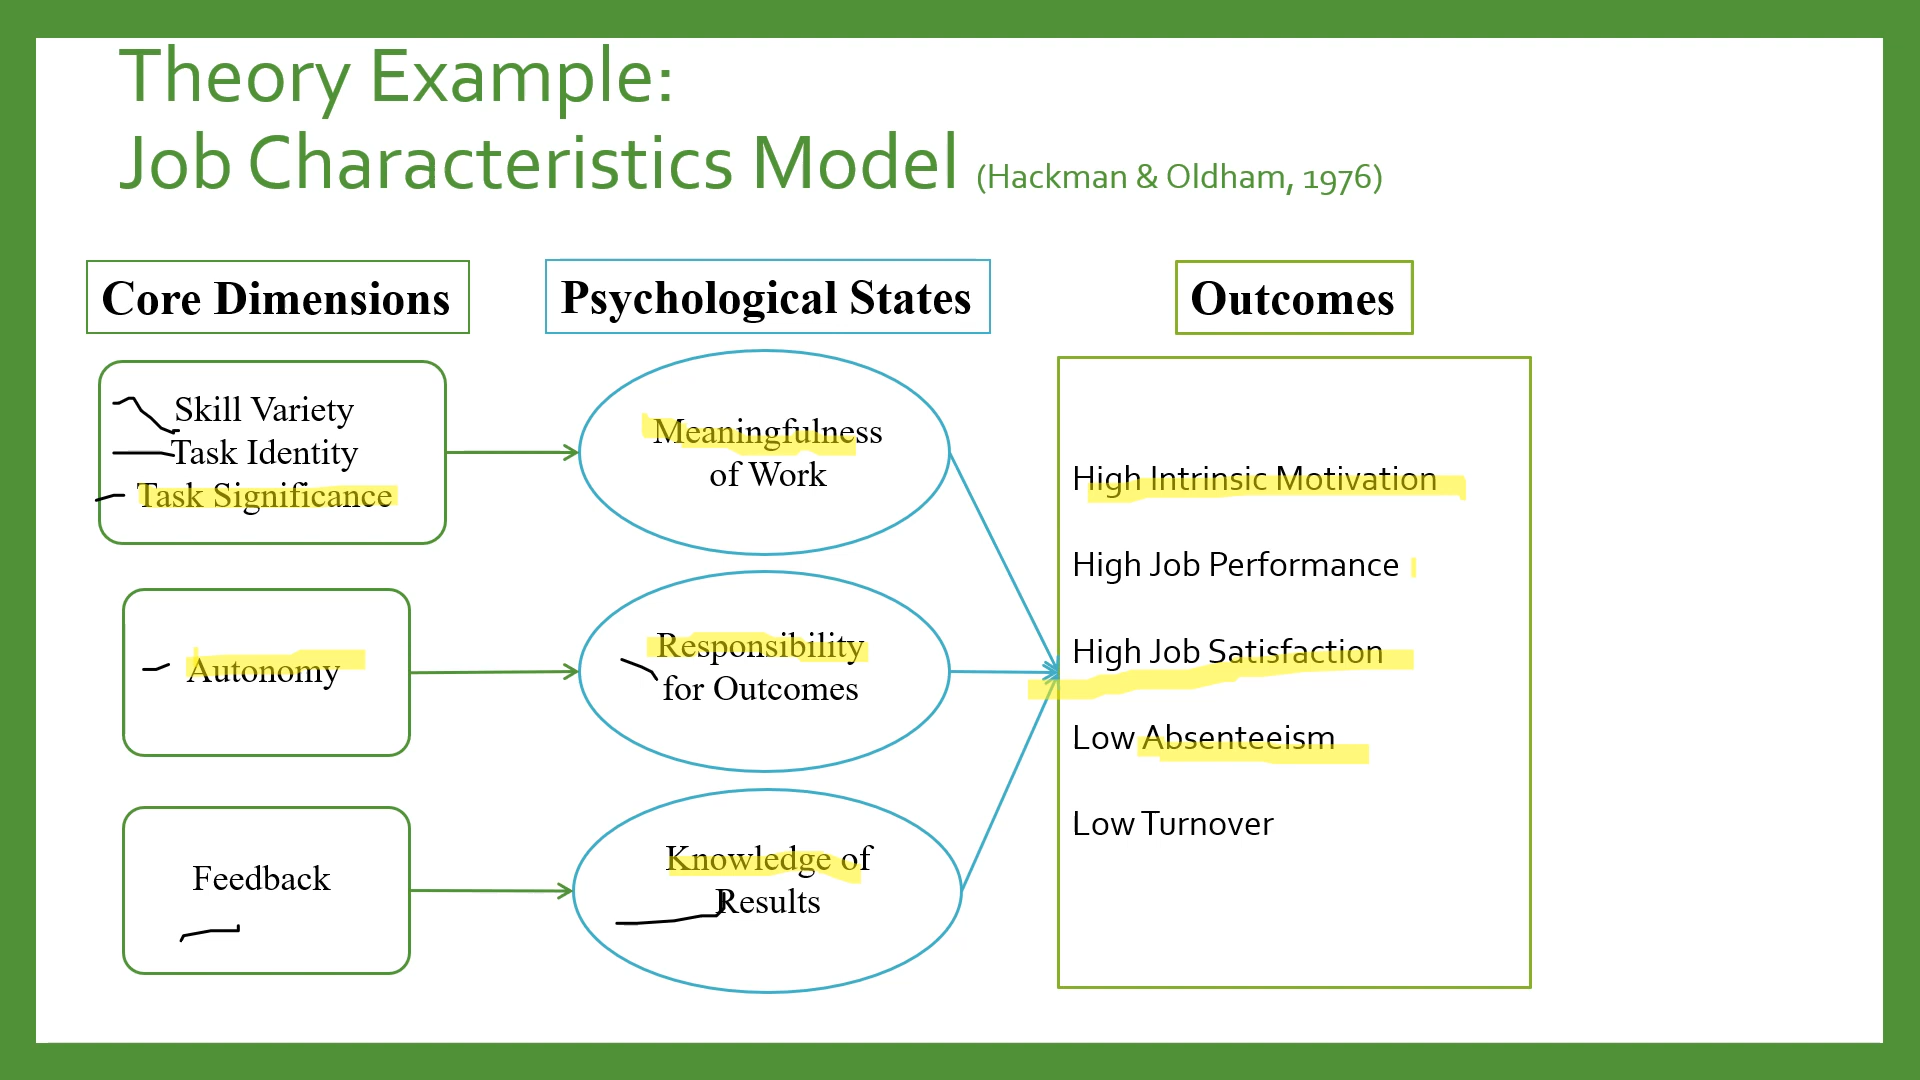 Theory Example:
Job Characteristics Model (Hackman & Oldham, 1976)
Core Dimensions
Psychological States
Outcomes
Skill Variety
Task Identity
Task Significance
Meaningfulness
of Work
Autonomy
Responsibility
for Outcomes
Feedback
Knowledge of
Results
High Intrinsic Motivation
High Job Performance
High Job Satisfaction
Low Absenteeism
Low Turnover